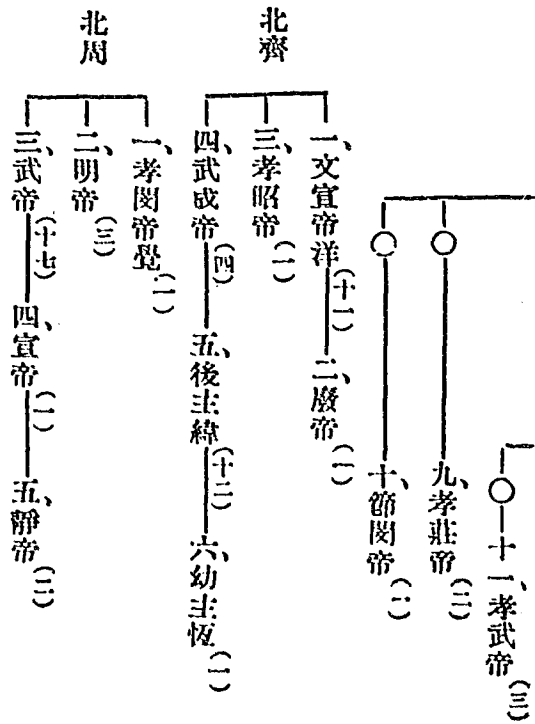 十一、孝武帝(三)
九、孝莊帝(二)
十、節閔帝(一)
北齊
一、文宣帝洋(十一)
二、廢帝(一)
三、孝昭帝(一)
四、武成帝(四)
五、後主緯(十二)
六、幼主恆(一)
北周
一、孝閔帝覺(一)
二、明帝(三)
三、武帝(十七)
四、宣帝(一)
五、靜帝(二)